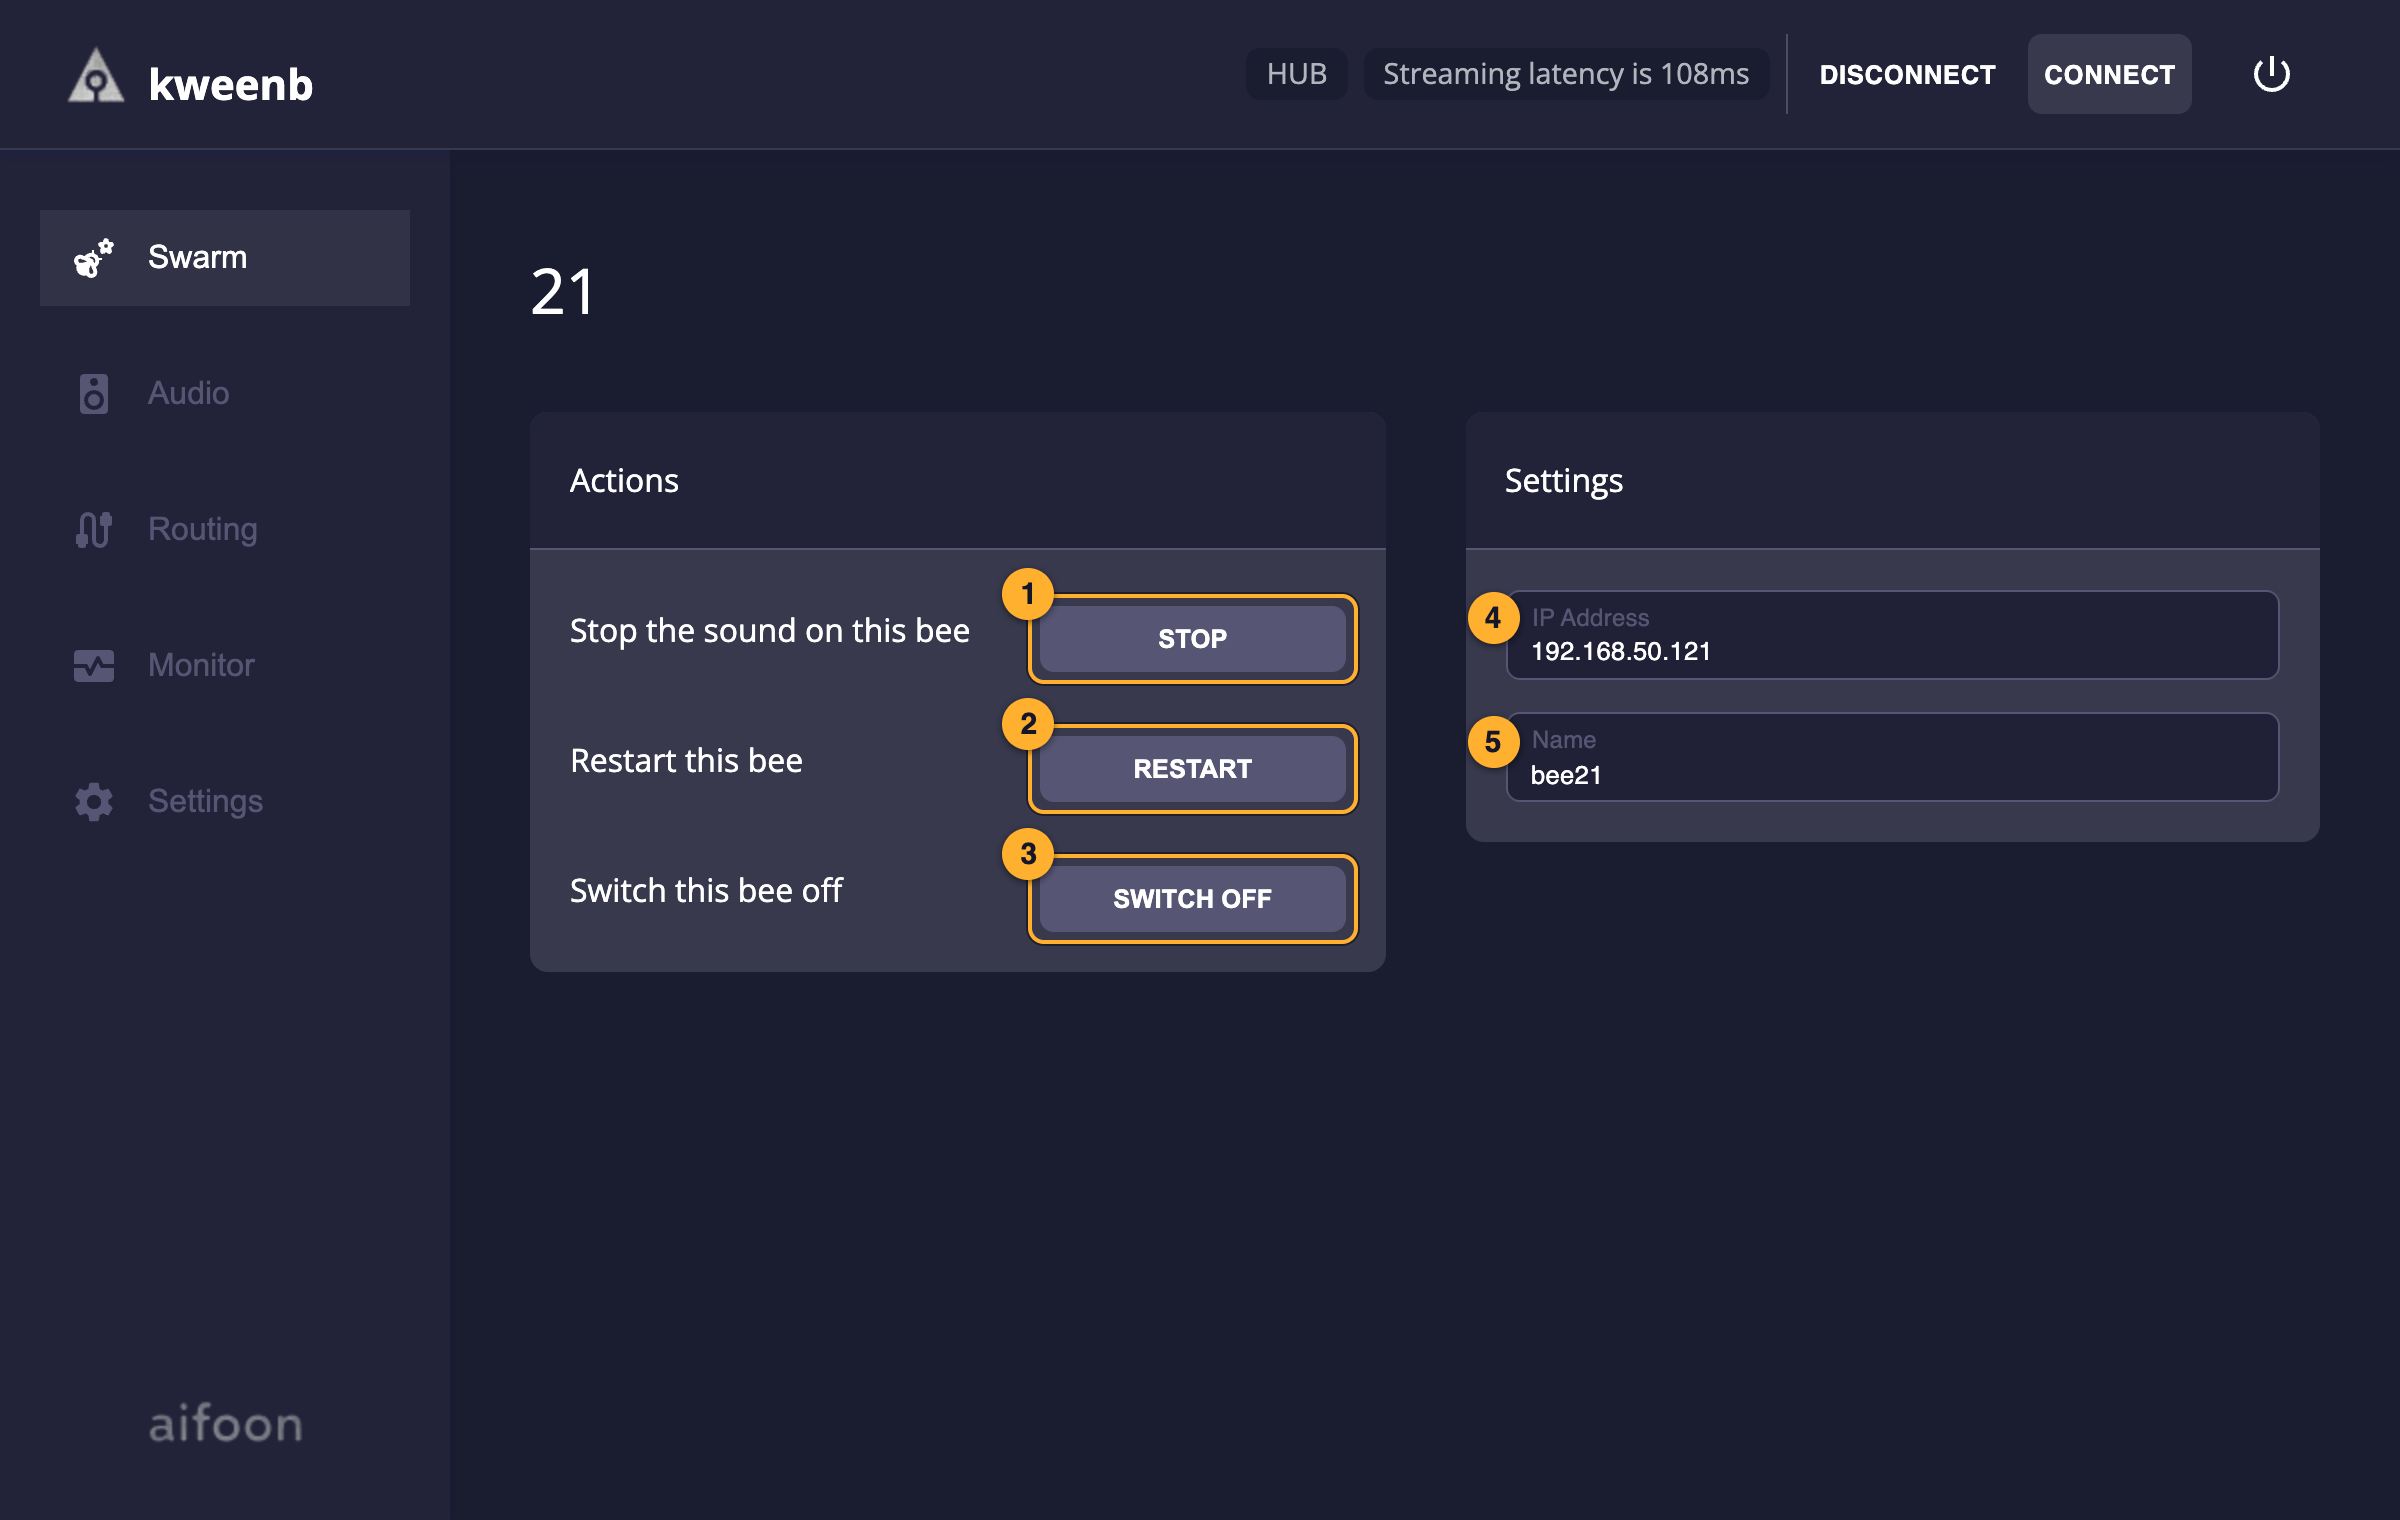 kweenb
HUB
Streaming latency is 108ms
DISCONNECT
CONNECT
Swarm
Audio
Routing
Monitor
Settings
aifoon
21
Actions
Stop the sound on this bee
1
STOP
Restart this bee
2
RESTART
Switch this bee off
3
SWITCH OFF
Settings
4
IP Address
192.168.50.121
5
Name
bee21